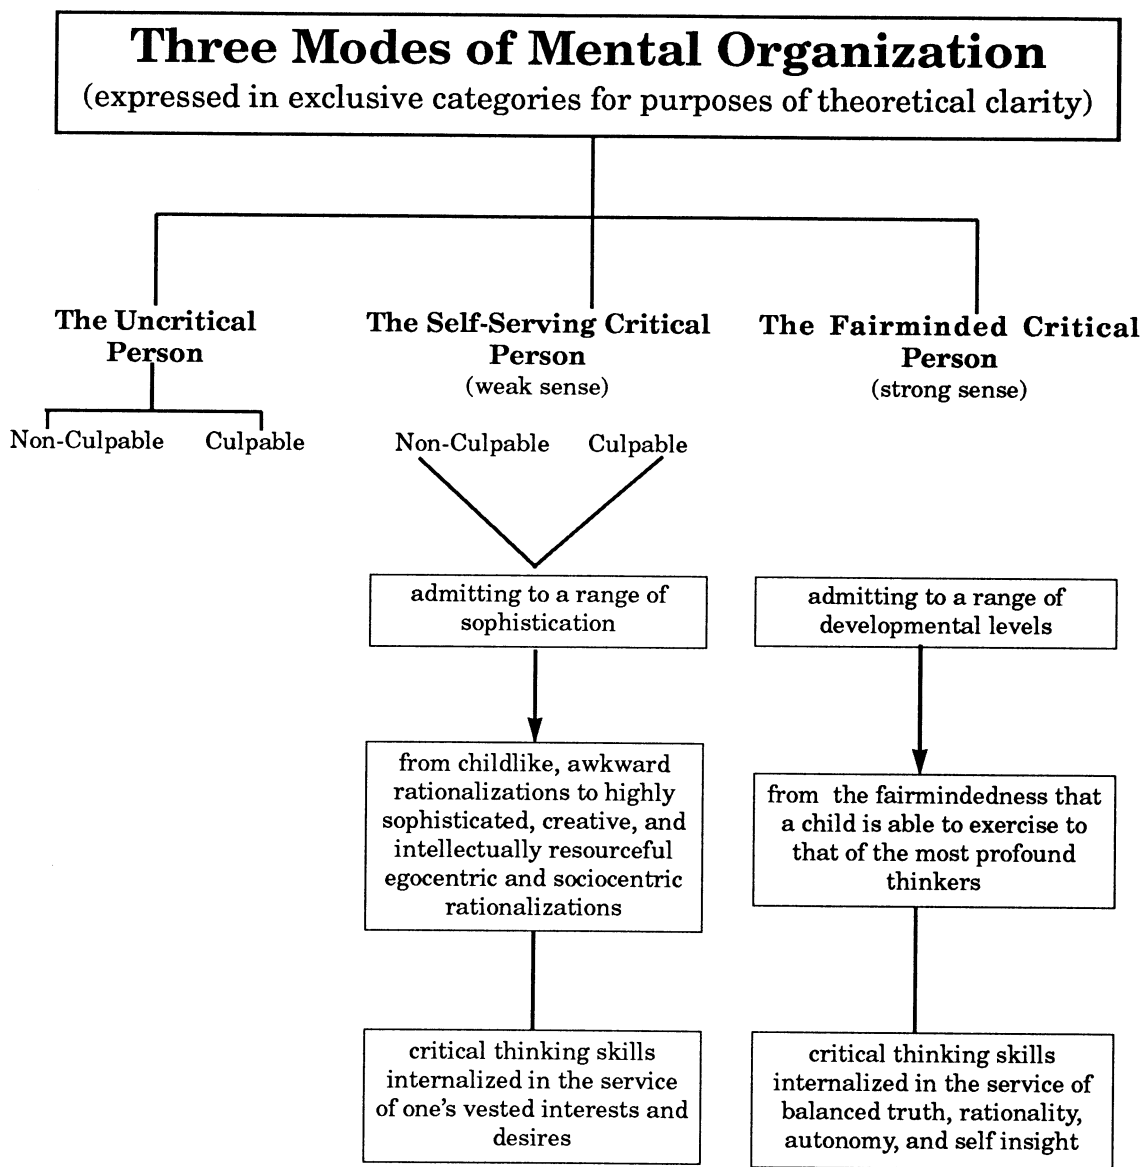 Three Modes of Mental Organization
(expressed in exclusive categories for purposes of theoretical clarity)
The Uncritical
Person
Non-Culpable
Culpable
The Self-Serving Critical
Person
(weak sense)
Non-Culpable
Culpable
admitting to a range of
sophistication
from childlike, awkward
rationalizations to highly
sophisticated, creative, and
intellectually resourceful
egocentric and sociocentric
rationalizations
critical thinking skills
internalized in the service
of one's vested interests and
desires
The Fairminded Critical
Person
(strong sense)
admitting to a range of
developmental levels
from the fairmindedness that
a child is able to exercise to
that of the most profound
thinkers
critical thinking skills
internalized in the service of
balanced truth, rationality,
autonomy, and self insight